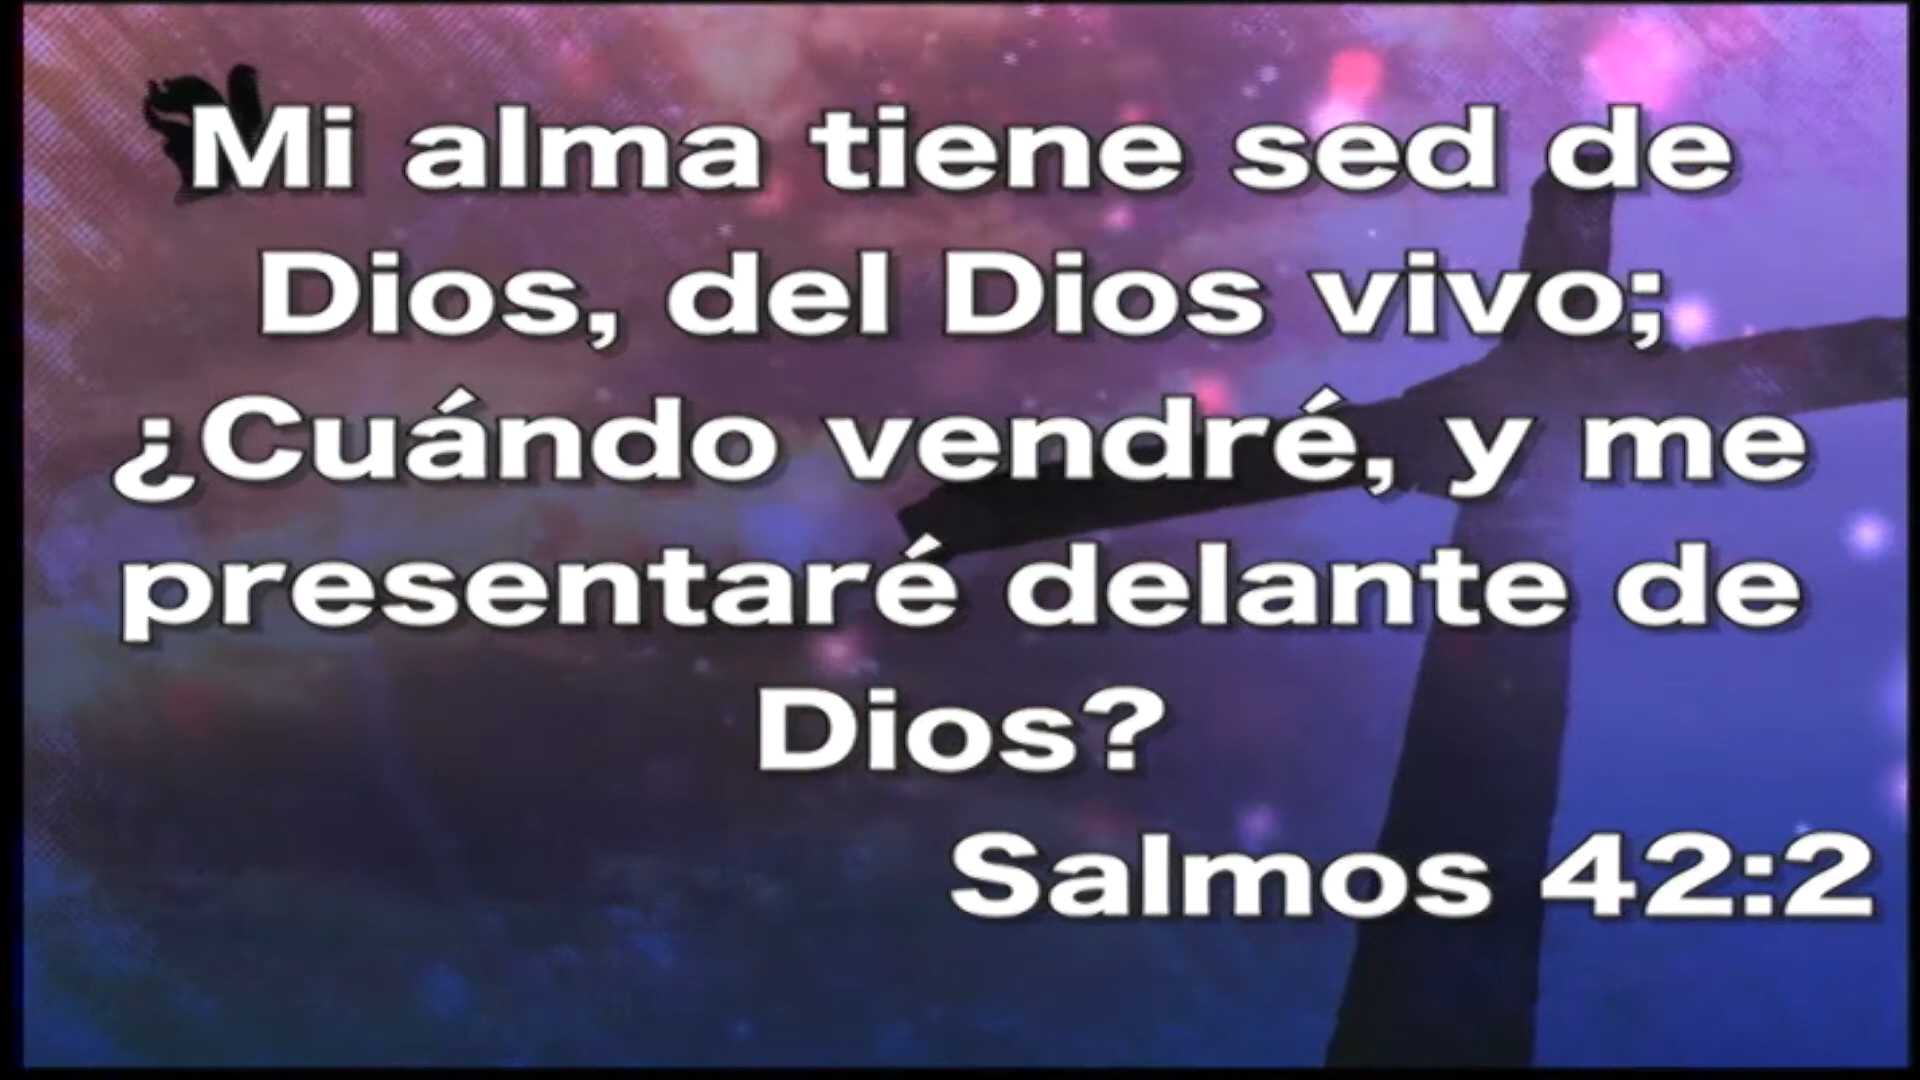 Mi alma tiene sed de
Dios, del Dios vivo;
¿Cuándo vendré, y me
presentaré delante de
Dios?
Salmos 42:2